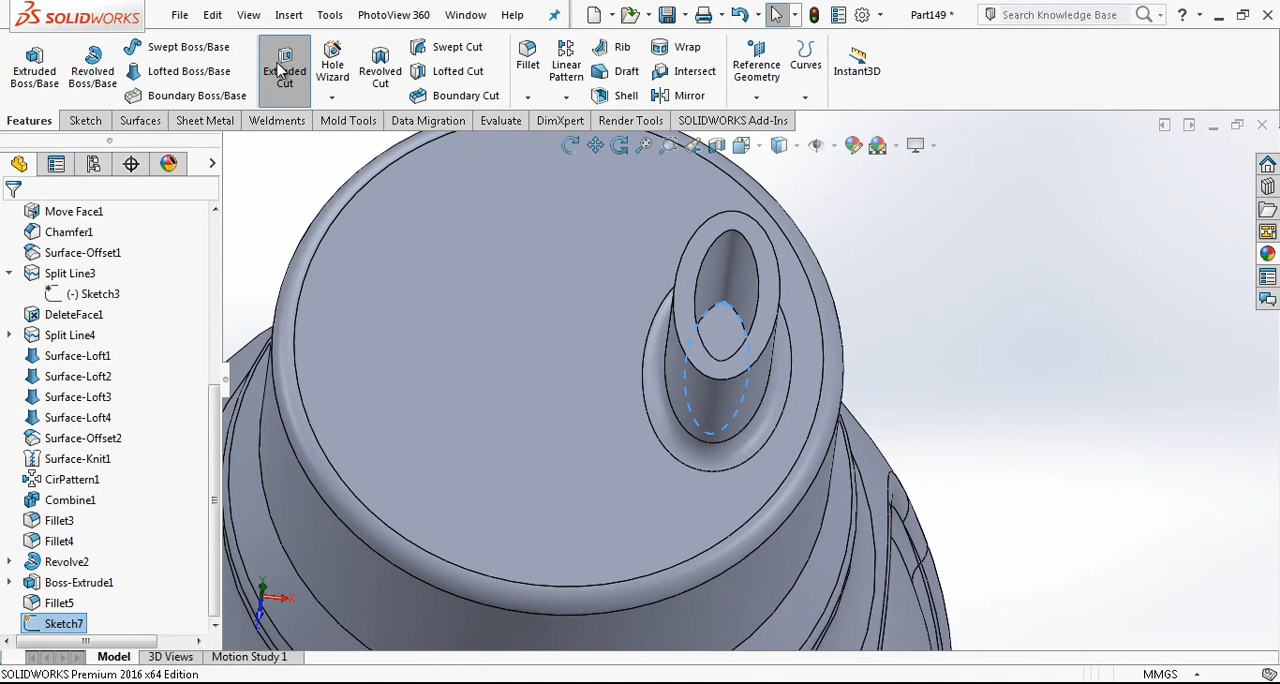 SOLIDWORKS File Edit View Insert Tools PhotoView 360 Window Help Part149 * Search Knowledge Base ?
Extruded Boss/Base
Revolved Boss/Base
Swept Boss/Base
Lofted Boss/Base
Boundary Boss/Base
Extruded Cut
Hole Wizard
Revolved Cut
Swept Cut
Lofted Cut
Boundary Cut
Fillet
Linear Pattern
Rib
Draft
Shell
Wrap
Intersect
Mirror
Reference Geometry
Curves
Instant3D
Features Sketch Surfaces Sheet Metal Weldments Mold Tools Data Migration Evaluate DimXpert Render Tools SOLIDWORKS Add-Ins
Move Face1
Chamfer1
Surface-Offset1
Split Line3
(-) Sketch3
DeleteFace1
Split Line4
Surface-Loft1
Surface-Loft2
Surface-Loft3
Surface-Loft4
Surface-Offset2
Surface-Knit1
CirPattern1
Combine1
Fillet3
Fillet4
Revolve2
Boss-Extrude1
Fillet5
Sketch7
Y
X
Model 3D Views Motion Study 1
SOLIDWORKS Premium 2016 x64 Edition MMGS